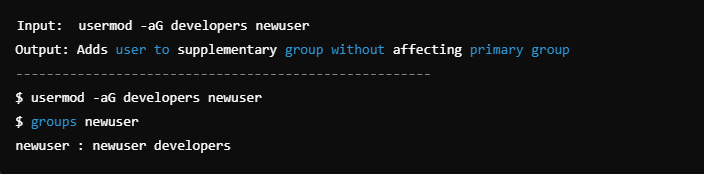 Input:  usermod -aG developers newuser
Output: Adds user to supplementary group without affecting primary group
------------------------------------------------------
$ usermod -aG developers newuser
$ groups newuser
newuser : newuser developers